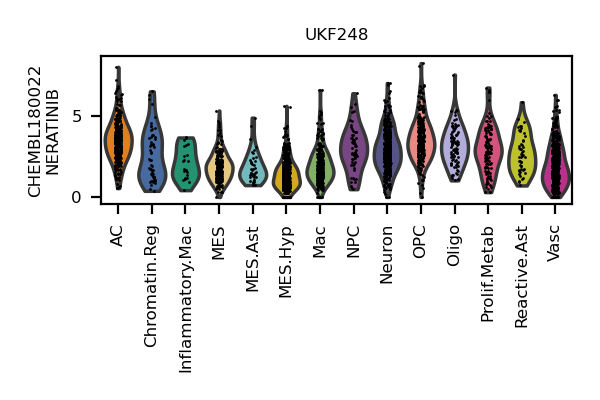 UKF248
CHEMBL180022
NERATINIB
5
0
AC
Chromatin.Reg
Inflammatory.Mac
MES
MES.Ast
MES.Hyp
Mac
NPC
Neuron
OPC
Oligo
Prolif.Metab
Reactive.Ast
Vasc